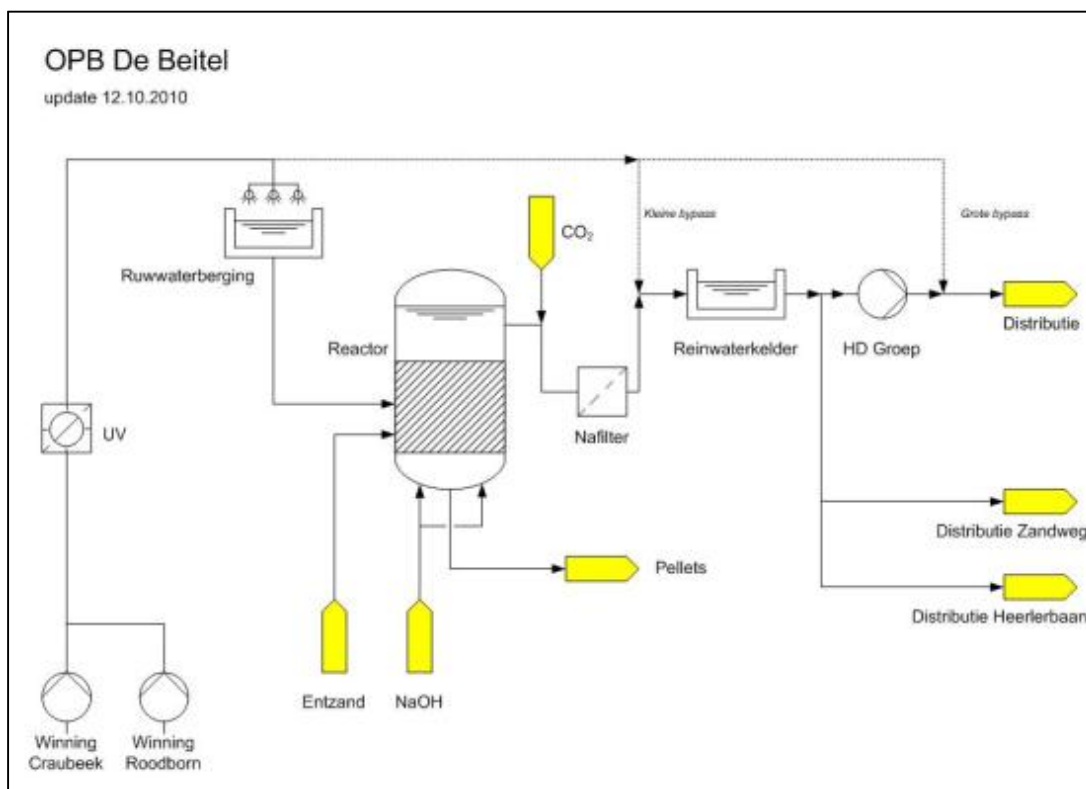 OPB De Beitel
update 12.10.2010
Kleine bypass
Grote bypass
CO₂
Ruwwaterberging
Reactor
Reinwaterkelder
HD Groep
Distributie
UV
Nafilter
Distributie Zandweg
Pellets
Distributie Heerlerbaan
Entzand
NaOH
Winning
Craubeek
Winning
Roodborn